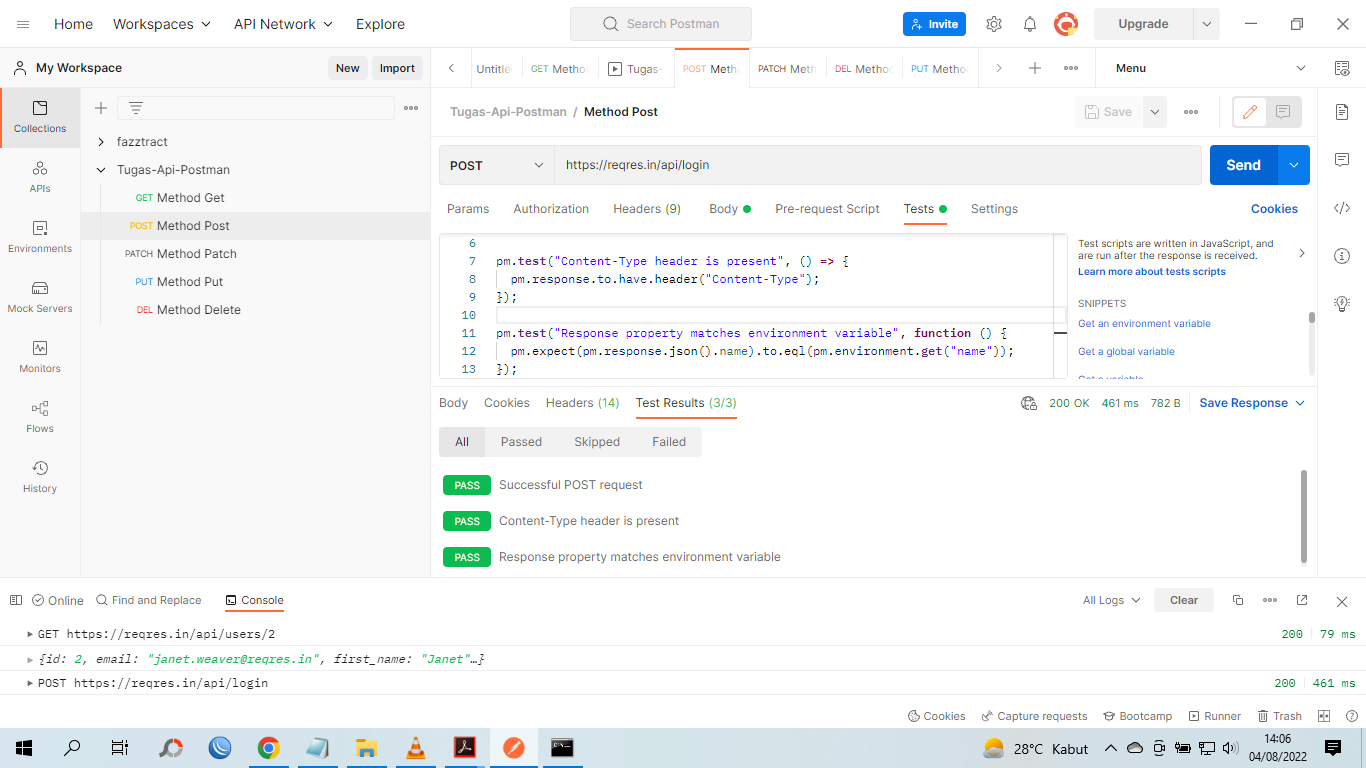 Home Workspaces API Network Explore Search Postman Invite Upgrade
My Workspace New Import
Untitle GET Metho Tugas- POST Meth PATCH Meth DEL Metho PUT Metho Menu
Collections
APIs
Environments
Mock Servers
Monitors
Flows
History
fazztract
Tugas-Api-Postman
GET Method Get
POST Method Post
PATCH Method Patch
PUT Method Put
DEL Method Delete
Tugas-Api-Postman / Method Post Save
POST https://reqres.in/api/login Send
Params Authorization Headers (9) Body Pre-request Script Tests Settings Cookies
6
7 pm.test("Content-Type header is present", () => {
8 pm.response.to.have.header("Content-Type");
9 });
10
11 pm.test("Response property matches environment variable", function () {
12 pm.expect(pm.response.json().name).to.eql(pm.environment.get("name"));
13 });
Test scripts are written in JavaScript, and
are run after the response is received.
Learn more about tests scripts
SNIPPETS
Get an environment variable
Get a global variable
Get a variable
Body Cookies Headers (14) Test Results (3/3) 200 OK 461 ms 782 B Save Response
All Passed Skipped Failed
PASS Successful POST request
PASS Content-Type header is present
PASS Response property matches environment variable
Online Find and Replace Console All Logs Clear
GET https://reqres.in/api/users/2 200 79 ms
{id: 2, email: "janet.weaver@reqres.in", first_name: "Janet"…}
POST https://reqres.in/api/login 200 461 ms
Cookies Capture requests Bootcamp Runner Trash
28°C Kabut 14:06
04/08/2022